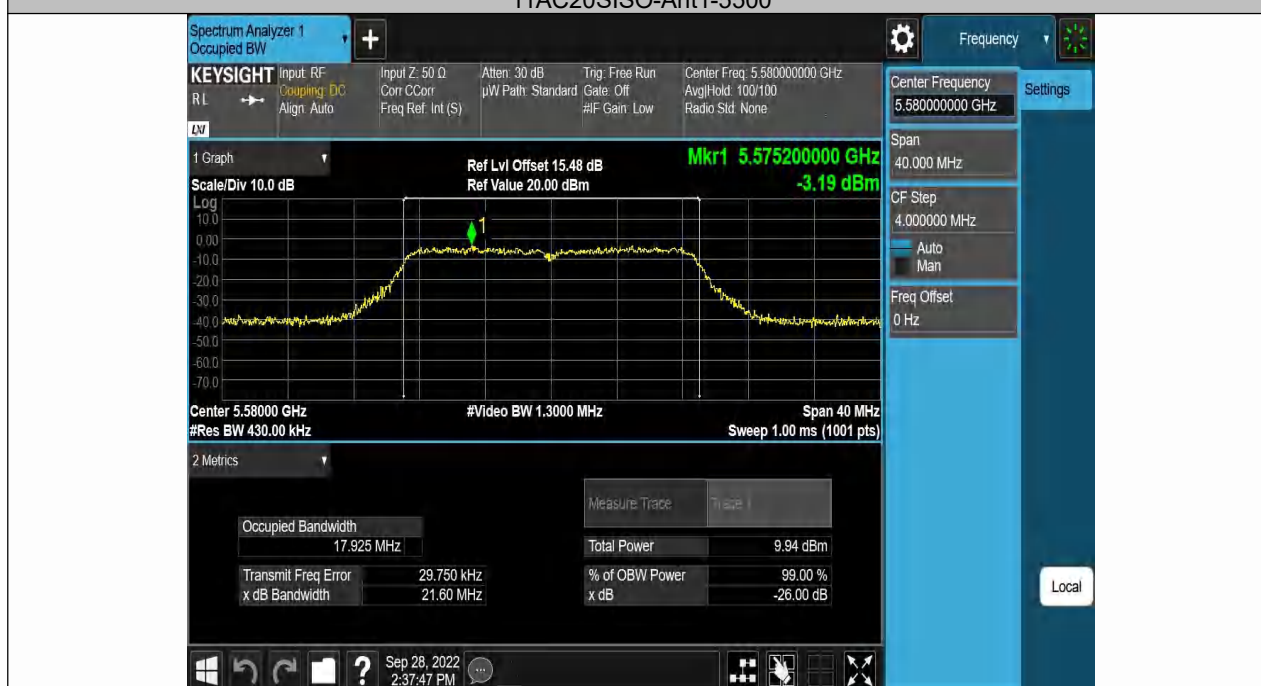 11AC20SISO-Ant1-5500
Spectrum Analyzer 1
Occupied BW
Frequency
KEYSIGHT
RL
LXI
Input: RF
Coupling: DC
Align: Auto
Input Z: 50 Ω
Corr CCorr
Freq Ref: Int (S)
Atten: 30 dB
µW Path: Standard
Trig: Free Run
Gate: Off
#IF Gain: Low
Center Freq: 5.580000000 GHz
Avg|Hold: 100/100
Radio Std: None
Center Frequency
5.580000000 GHz
Settings
Span
40.000 MHz
CF Step
4.000000 MHz
Auto
Man
Freq Offset
0 Hz
Local
1 Graph
Scale/Div 10.0 dB
Ref Lvl Offset 15.48 dB
Ref Value 20.00 dBm
Mkr1 5.575200000 GHz
-3.19 dBm
Log
10.0
0.00
-10.0
-20.0
-30.0
-40.0
-50.0
-60.0
-70.0
1
Center 5.58000 GHz
#Res BW 430.00 kHz
#Video BW 1.3000 MHz
Span 40 MHz
Sweep 1.00 ms (1001 pts)
2 Metrics
Measure Trace
Trace 1
Occupied Bandwidth
17.925 MHz
Total Power 9.94 dBm
Transmit Freq Error 29.750 kHz
% of OBW Power 99.00 %
x dB Bandwidth 21.60 MHz
x dB -26.00 dB
Sep 28, 2022
2:37:47 PM